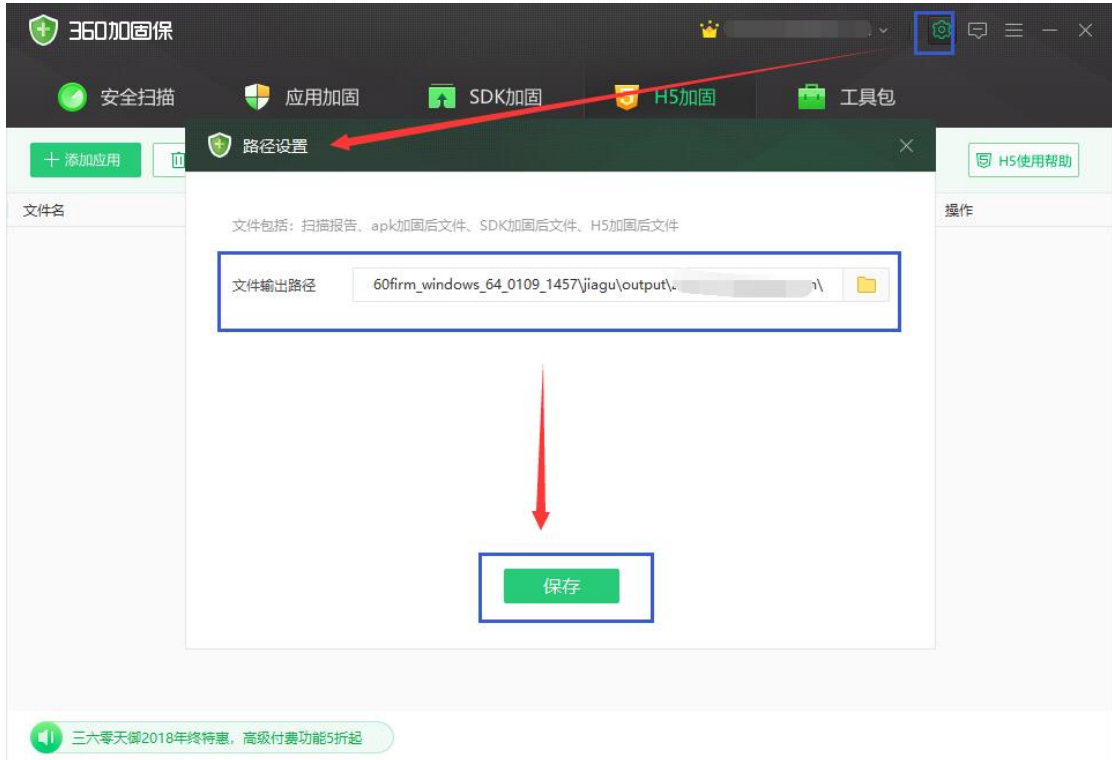 360加固保
安全扫描 应用加固 SDK加固 H5加固 工具包
添加应用 H5使用帮助
路径设置
文件名 操作
文件包括：扫描报告、apk加固后文件、SDK加固后文件、H5加固后文件
文件输出路径 60firm_windows_64_0109_1457\jiagu\output\
保存
三六零天御2018年终特惠，高级付费功能5折起